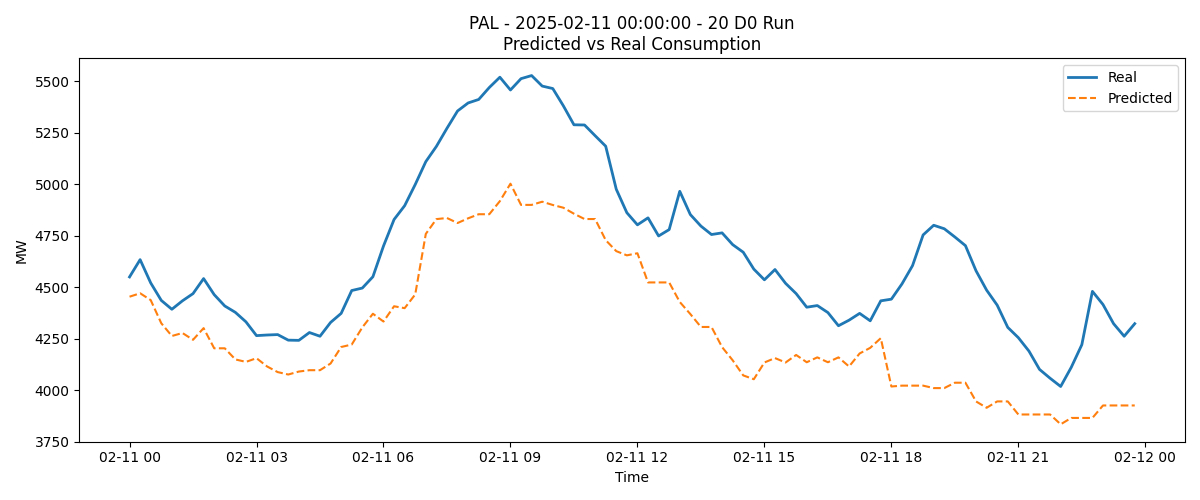 PAL - 2025-02-11 00:00:00 - 20 D0 Run
Predicted vs Real Consumption
Real
Predicted
MW
5500
5250
5000
4750
4500
4250
4000
3750
02-11 00
02-11 03
02-11 06
02-11 09
02-11 12
02-11 15
02-11 18
02-11 21
02-12 00
Time